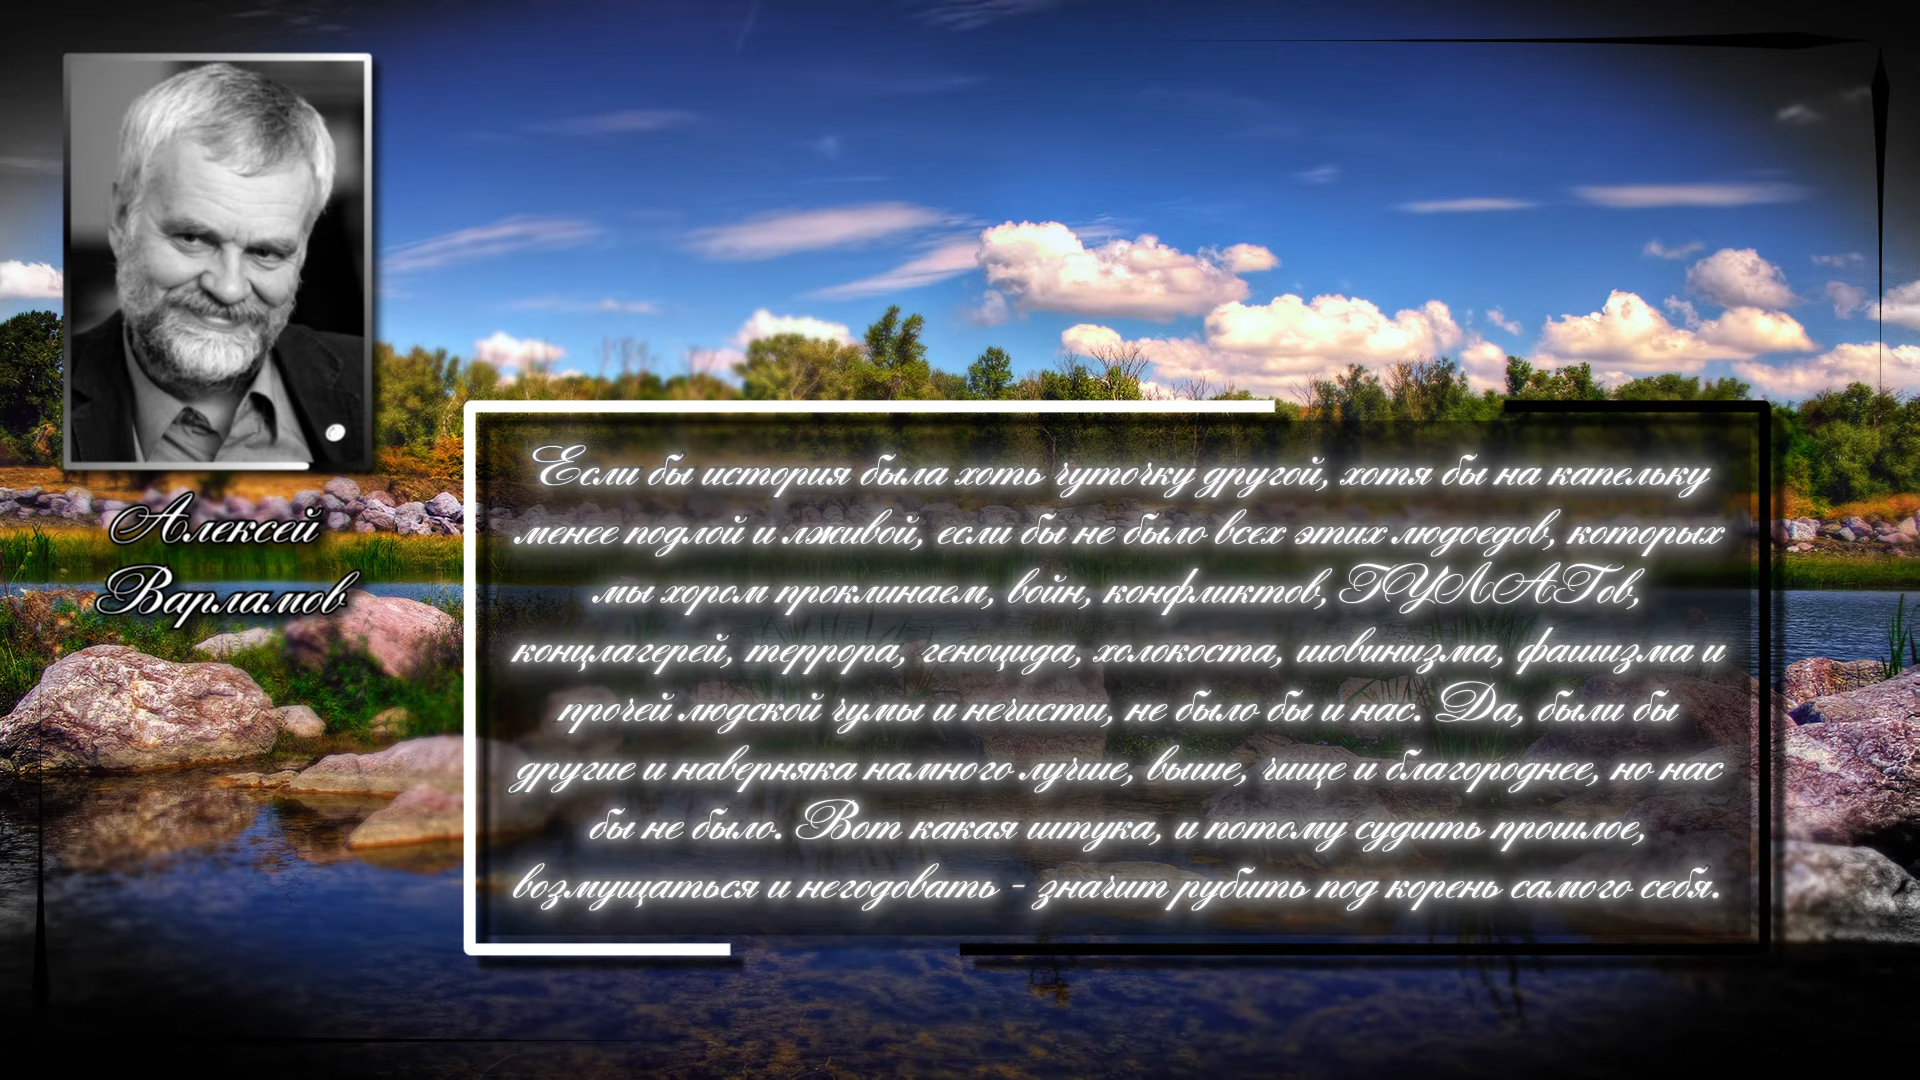 Алексей
Варламов
Если бы история была хоть чуточку другой, хотя бы на капельку
менее подлой и лживой, если бы не было всех этих людоедов, которых
мы хором проклинаем, войн, конфликтов, ГУЛАГов,
концлагерей, террора, геноцида, холокоста, шовинизма, фашизма и
прочей людской чумы и нечисти, не было бы и нас. Да, были бы
другие и наверняка намного лучше, выше, чище и благороднее, но нас
бы не было. Вот какая штука, и потому судить прошлое,
возмущаться и негодовать - значит рубить под корень самого себя.